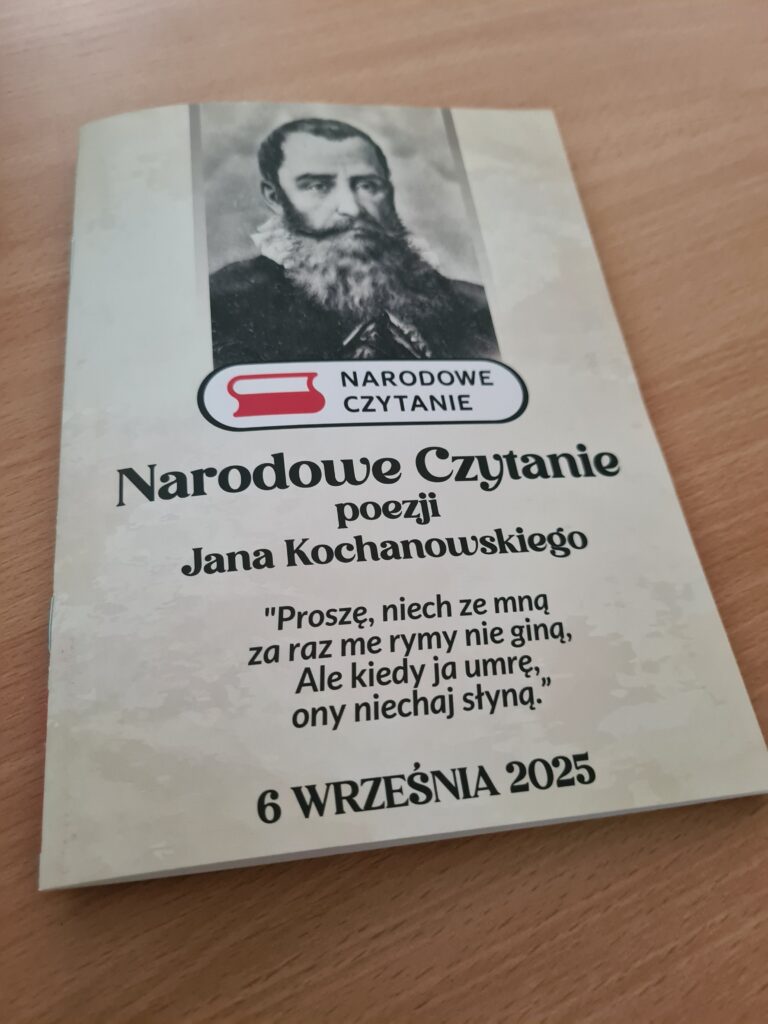 NARODOWE
CZYTANIE
Narodowe Czytanie
poezji
Jana Kochanowskiego
"Proszę, niech ze mną
za raz me rymy nie giną,
Ale kiedy ja umrę,
ony niechaj słyną.”
6 WRZEŚNIA 2025